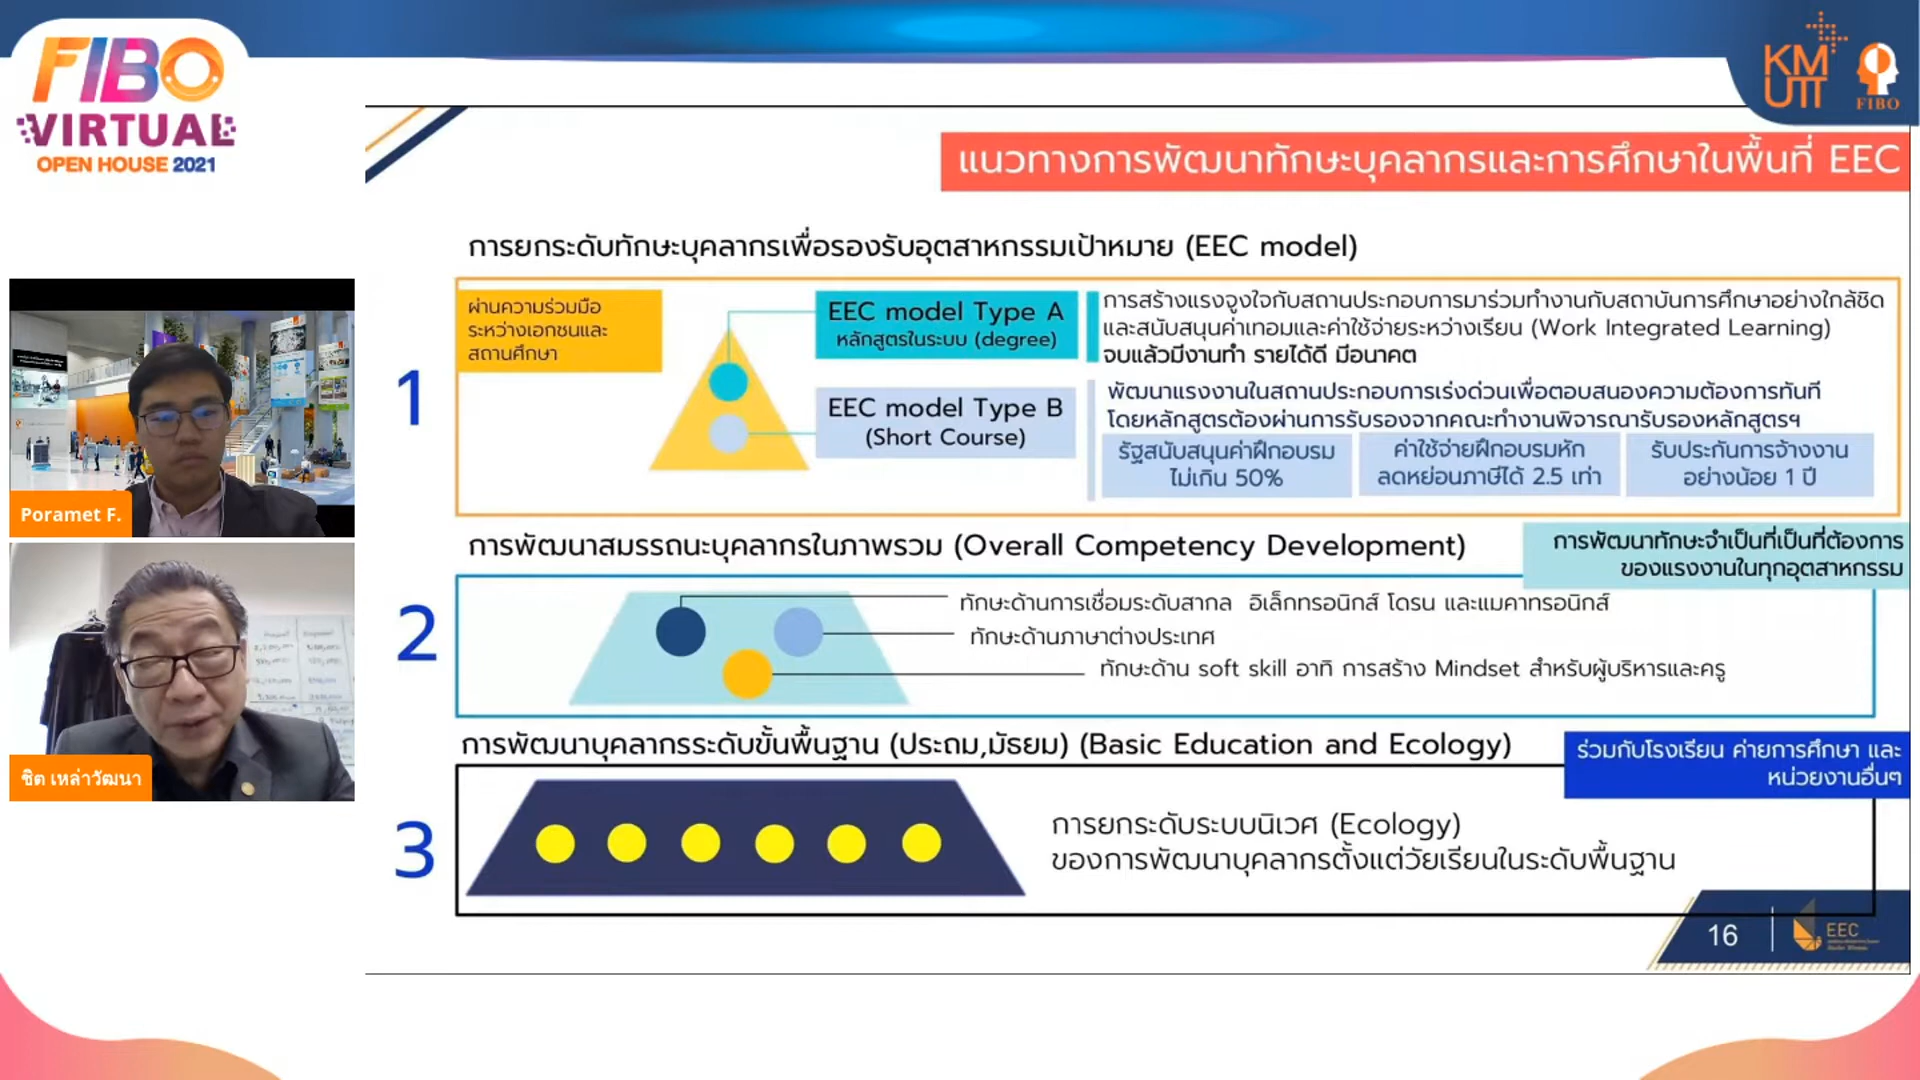 FIBO
VIRTUAL
OPEN HOUSE 2021
KM
UTT
FIBO
แนวทางการพัฒนาทักษะบุคลากรและการศึกษาในพื้นที่ EEC
1
การยกระดับทักษะบุคลากรเพื่อรองรับอุตสาหกรรมเป้าหมาย (EEC model)
ผ่านความร่วมมือ
ระหว่างเอกชนและ
สถานศึกษา
EEC model Type A
หลักสูตรในระบบ (degree)
การสร้างแรงจูงใจกับสถานประกอบการมาร่วมทำงานกับสถาบันการศึกษาอย่างใกล้ชิด
และสนับสนุนค่าเทอมและค่าใช้จ่ายระหว่างเรียน (Work Integrated Learning)
จบแล้วมีงานทำ รายได้ดี มีอนาคต
EEC model Type B
(Short Course)
พัฒนาแรงงานในสถานประกอบการเร่งด่วนเพื่อตอบสนองความต้องการทันที
โดยหลักสูตรต้องผ่านการรับรองจากคณะทำงานพิจารณารับรองหลักสูตรฯ
รัฐสนับสนุนค่าฝึกอบรม
ไม่เกิน 50%
ค่าใช้จ่ายฝึกอบรมหัก
ลดหย่อนภาษีได้ 2.5 เท่า
รับประกันการจ้างงาน
อย่างน้อย 1 ปี
2
การพัฒนาสมรรถนะบุคลากรในภาพรวม (Overall Competency Development)
การพัฒนาทักษะจำเป็นที่เป็นที่ต้องการ
ของแรงงานในทุกอุตสาหกรรม
ทักษะด้านการเชื่อมระดับสากล อิเล็กทรอนิกส์ โดรน และแมคาทรอนิกส์
ทักษะด้านภาษาต่างประเทศ
ทักษะด้าน soft skill อาทิ การสร้าง Mindset สำหรับผู้บริหารและครู
3
การพัฒนาบุคลากรระดับขั้นพื้นฐาน (ประถม,มัธยม) (Basic Education and Ecology)
ร่วมกับโรงเรียน ค่ายการศึกษา และ
หน่วยงานอื่นๆ
การยกระดับระบบนิเวศ (Ecology)
ของการพัฒนาบุคลากรตั้งแต่วัยเรียนในระดับพื้นฐาน
16
EEC
Poramet F.
ชิต เหล่าวัฒนา